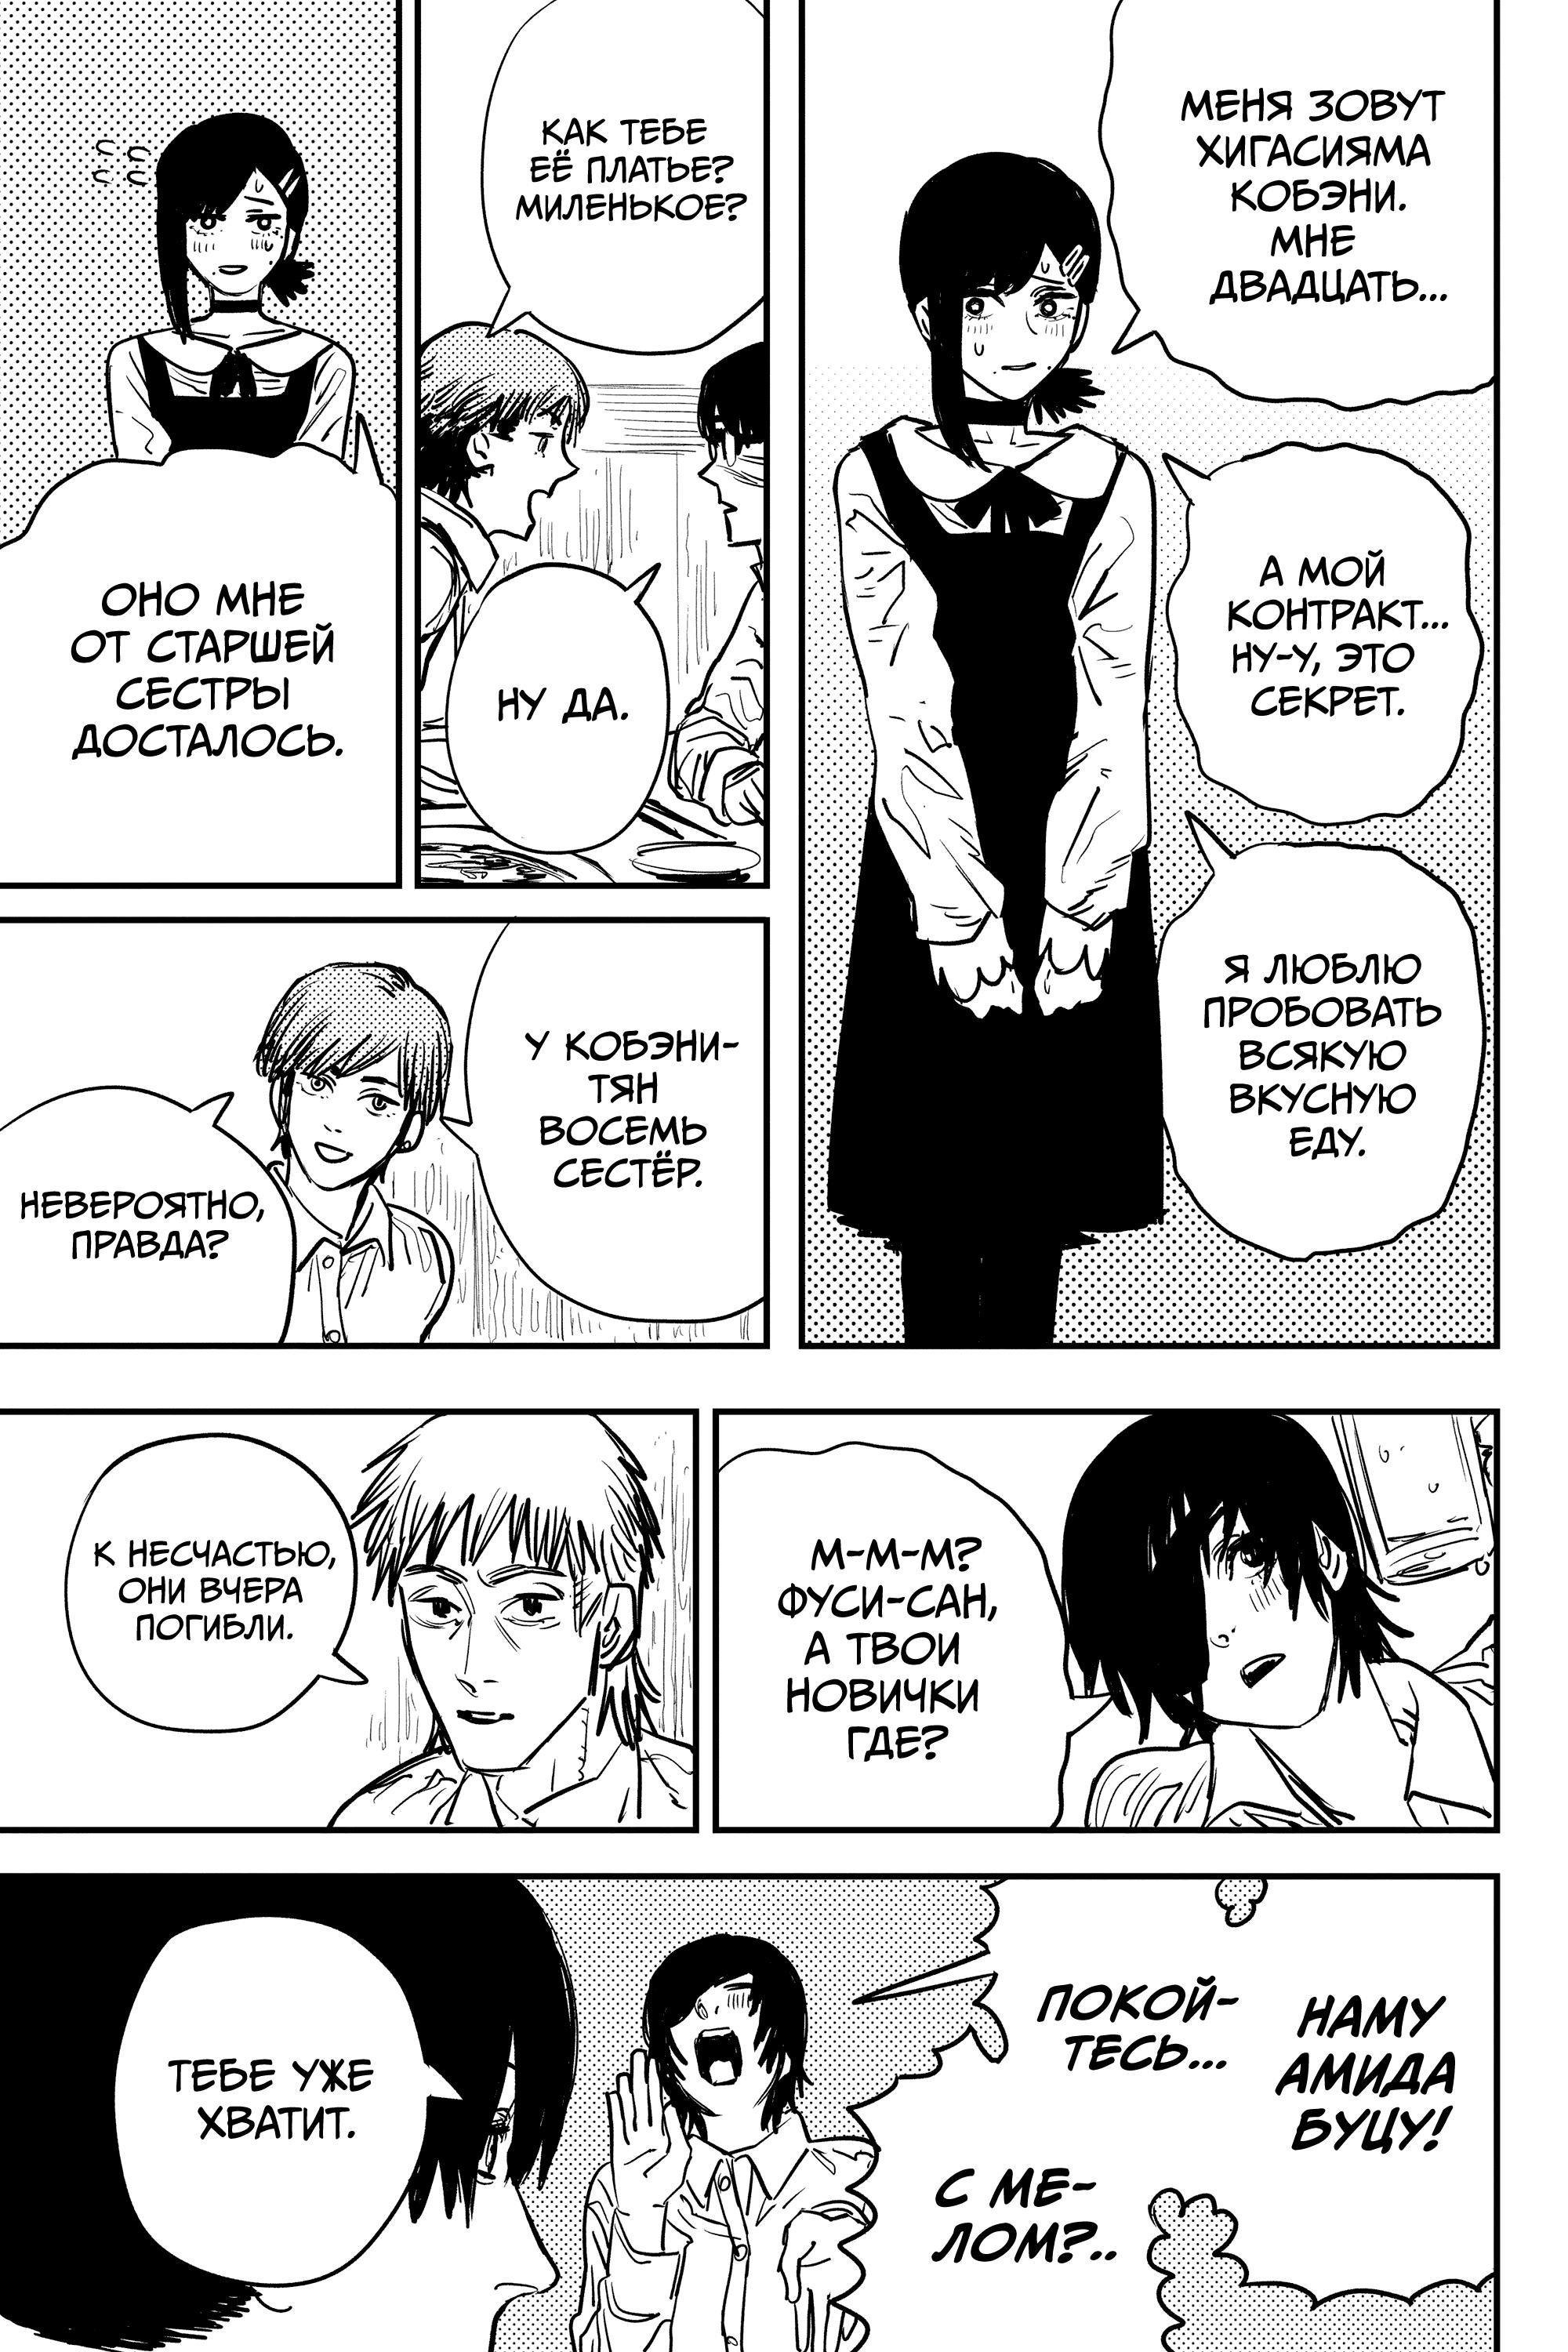 МЕНЯ ЗОВУТ
ХИГАСИЯМА
КОБЭНИ.
МНЕ
ДВАДЦАТЬ...
А МОЙ
КОНТРАКТ...
НУ-У, ЭТО
СЕКРЕТ.
Я ЛЮБЛЮ
ПРОБОВАТЬ
ВСЯКУЮ
ВКУСНУЮ
ЕДУ.
КАК ТЕБЕ
ЕЁ ПЛАТЬЕ?
МИЛЕНЬКОЕ?
НУ ДА.
ОНО МНЕ
ОТ СТАРШЕЙ
СЕСТРЫ
ДОСТАЛОСЬ.
У КОБЭНИ-
ТЯН
ВОСЕМЬ
СЕСТЁР.
НЕВЕРОЯТНО,
ПРАВДА?
М-М-М?
ФУСИ-САН,
А ТВОИ
НОВИЧКИ
ГДЕ?
К НЕСЧАСТЬЮ,
ОНИ ВЧЕРА
ПОГИБЛИ.
НАМУ
АМИДА
БУЦУ!
ПОКОЙ-
ТЕСЬ...
С МЕ-
ЛОМ?..
ТЕБЕ УЖЕ
ХВАТИТ.